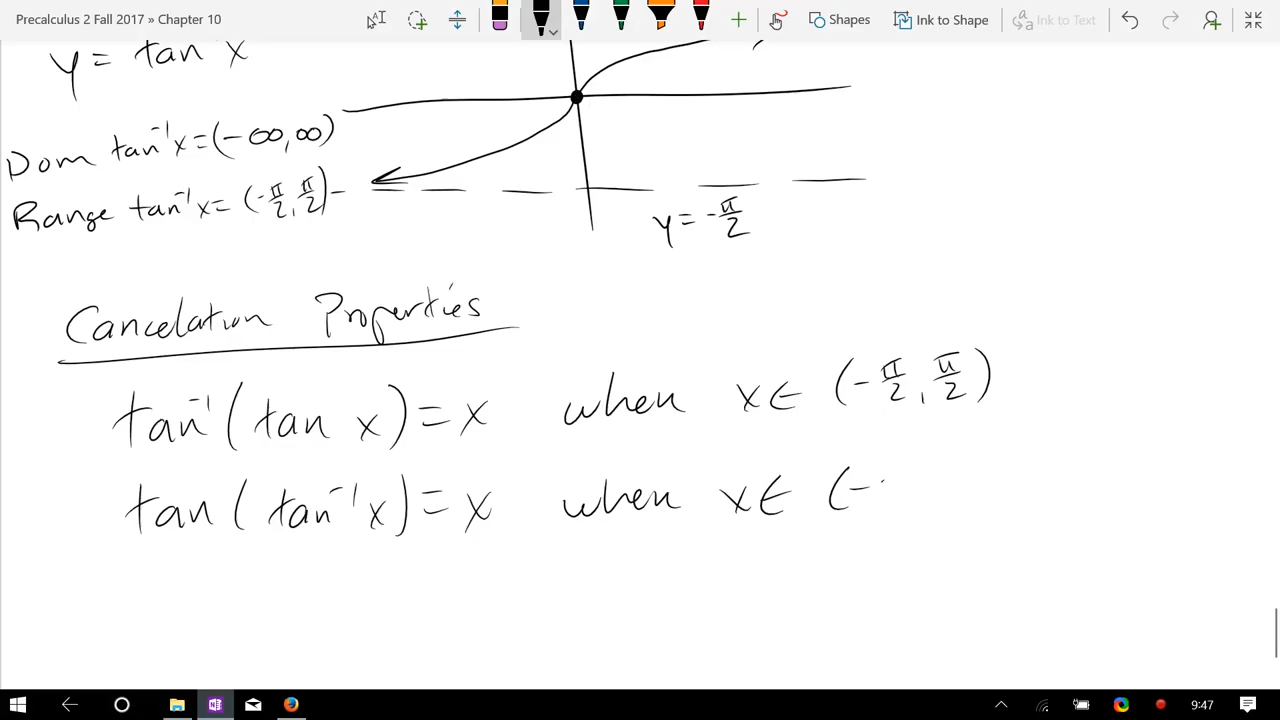 Precalculus 2 Fall 2017 » Chapter 10
Shapes
Ink to Shape
Ink to Text
y = tan x
Dom tan⁻¹x=(-∞,∞)
Range tan⁻¹x=(-π/2, π/2)
y = -π/2
Cancelation Properties
tan⁻¹(tan x)=x when x∈ (-π/2, π/2)
tan(tan⁻¹x)=x when x∈ (-
9:47